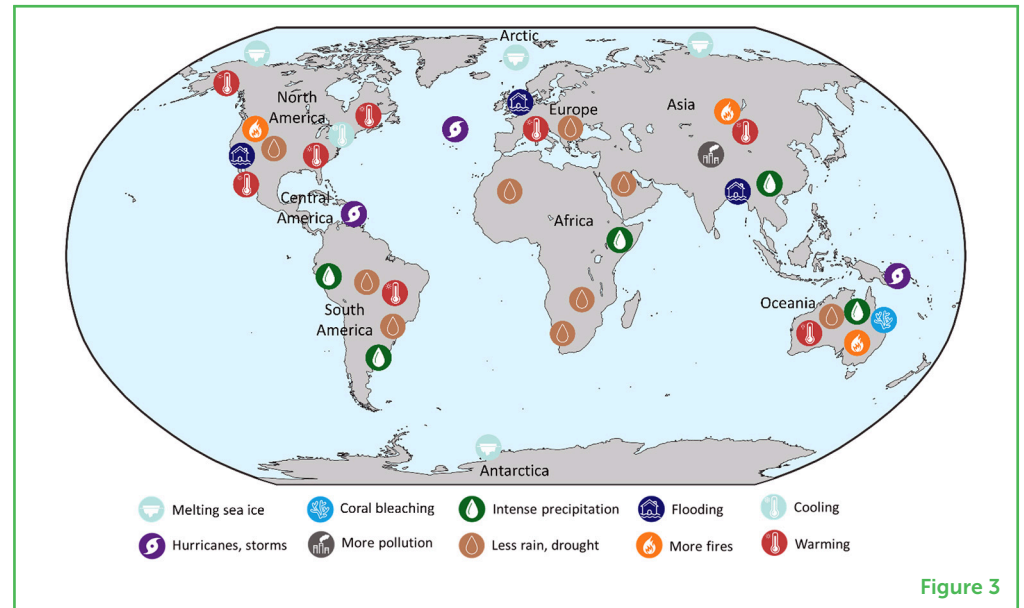 Arctic
North
America
Europe
Asia
Central
America
Africa
South
America
Oceania
Antarctica
Melting sea ice
Coral bleaching
Intense precipitation
Flooding
Cooling
Hurricanes, storms
More pollution
Less rain, drought
More fires
Warming
Figure 3